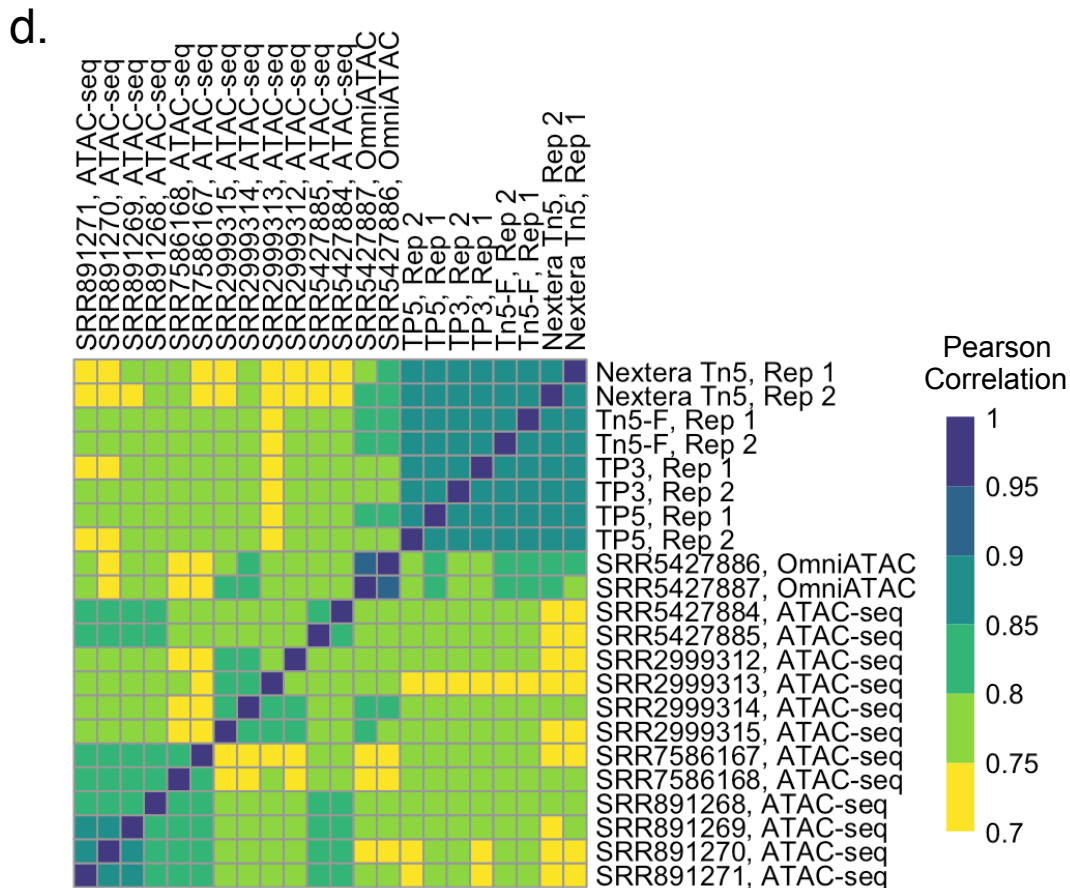 d.
SRR891271, ATAC-seq
SRR891270, ATAC-seq
SRR891269, ATAC-seq
SRR891268, ATAC-seq
SRR7586168, ATAC-seq
SRR7586167, ATAC-seq
SRR2999315, ATAC-seq
SRR2999314, ATAC-seq
SRR2999313, ATAC-seq
SRR2999312, ATAC-seq
SRR5427885, ATAC-seq
SRR5427884, ATAC-seq
SRR5427887, OmniATAC
SRR5427886, OmniATAC
TP5, Rep 2
TP5, Rep 1
TP3, Rep 2
TP3, Rep 1
Tn5-F, Rep 2
Tn5-F, Rep 1
Nextera Tn5, Rep 2
Nextera Tn5, Rep 1
Nextera Tn5, Rep 1
Nextera Tn5, Rep 2
Tn5-F, Rep 1
Tn5-F, Rep 2
TP3, Rep 1
TP3, Rep 2
TP5, Rep 1
TP5, Rep 2
SRR5427886, OmniATAC
SRR5427887, OmniATAC
SRR5427884, ATAC-seq
SRR5427885, ATAC-seq
SRR2999312, ATAC-seq
SRR2999313, ATAC-seq
SRR2999314, ATAC-seq
SRR2999315, ATAC-seq
SRR7586167, ATAC-seq
SRR7586168, ATAC-seq
SRR891268, ATAC-seq
SRR891269, ATAC-seq
SRR891270, ATAC-seq
SRR891271, ATAC-seq
Pearson
Correlation
1
0.95
0.9
0.85
0.8
0.75
0.7